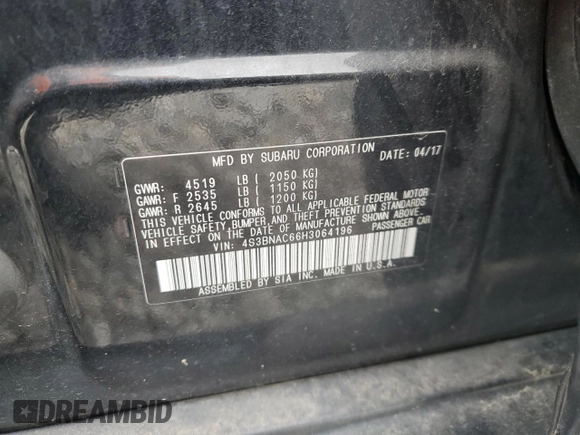 MFD BY SUBARU CORPORATION DATE: 04/17
GVWR: 4519 LB ( 2050 KG)
GAWR: F 2535 LB ( 1150 KG)
GAWR: R 2645 LB ( 1200 KG)
THIS VEHICLE CONFORMS TO ALL APPLICABLE FEDERAL MOTOR
VEHICLE SAFETY, BUMPER, AND THEFT PREVENTION STANDARDS
IN EFFECT ON THE DATE OF MANUFACTURE SHOWN ABOVE.
VIN: 4S3BNAC66H3064196 PASSENGER CAR
ASSEMBLED BY SIA INC. MADE IN U.S.A.
DREAMBID